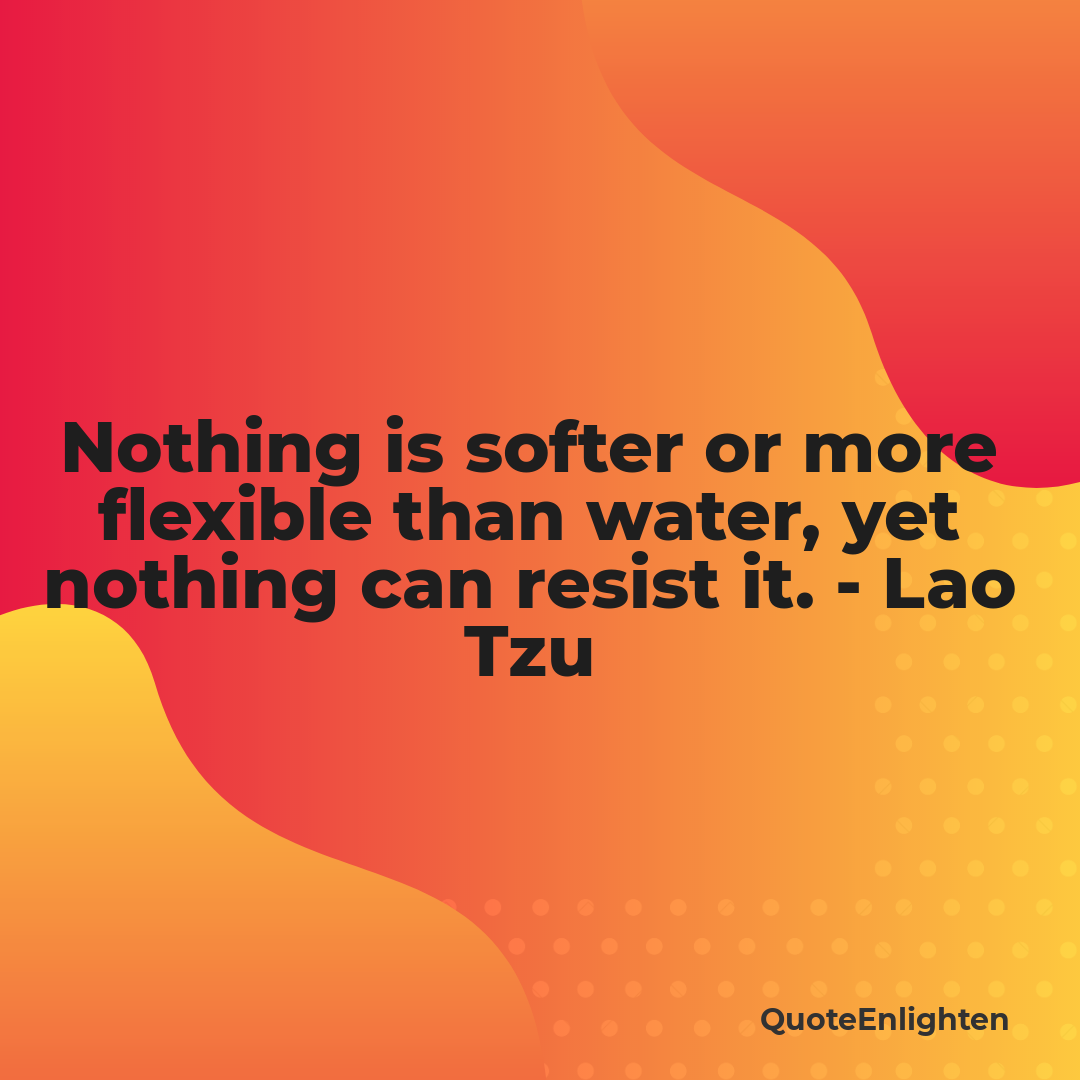 Nothing is softer or more
flexible than water, yet
nothing can resist it. - Lao
Tzu
QuoteEnlighten